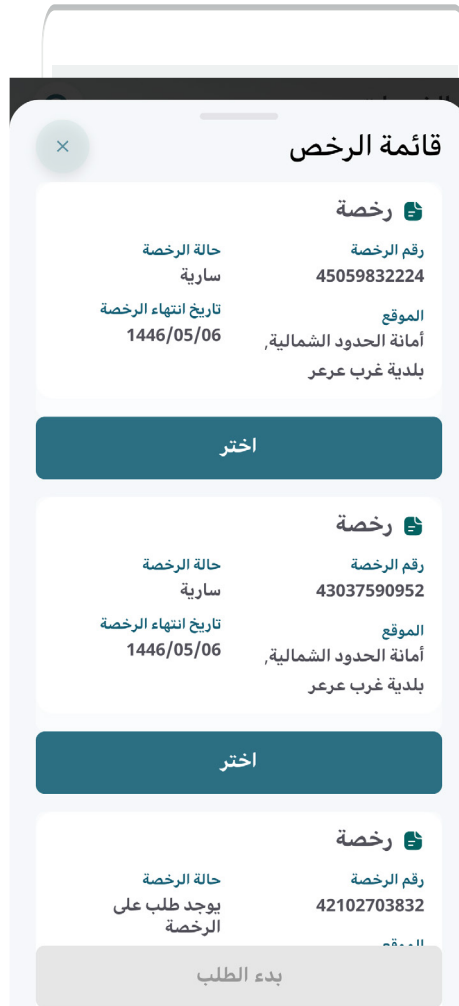 قائمة الرخص
رخصة
رقم الرخصة
45059832224
حالة الرخصة
سارية
الموقع
أمانة الحدود الشمالية,
بلدية غرب عرعر
تاريخ انتهاء الرخصة
1446/05/06
اختر
رخصة
رقم الرخصة
43037590952
حالة الرخصة
سارية
الموقع
أمانة الحدود الشمالية,
بلدية غرب عرعر
تاريخ انتهاء الرخصة
1446/05/06
اختر
رخصة
رقم الرخصة
42102703832
حالة الرخصة
يوجد طلب على
الرخصة
الموقع
بدء الطلب